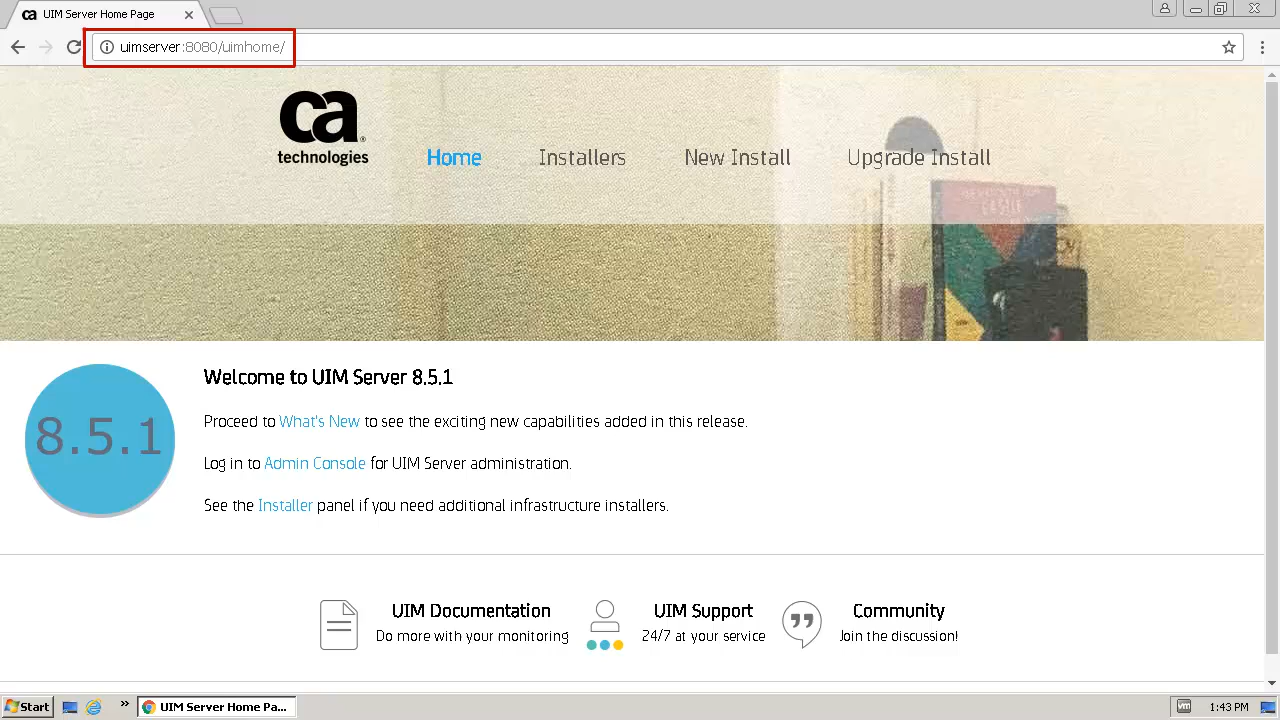 ca UIM Server Home Page
uimserver:8080/uimhome/
ca
technologies
Home Installers New Install Upgrade Install
CASTLE
8.5.1
Welcome to UIM Server 8.5.1
Proceed to What's New to see the exciting new capabilities added in this release.
Log in to Admin Console for UIM Server administration.
See the Installer panel if you need additional infrastructure installers.
UIM Documentation
Do more with your monitoring
UIM Support
24/7 at your service
Community
Join the discussion!
Start
»
UIM Server Home Pa...
vm
1:43 PM